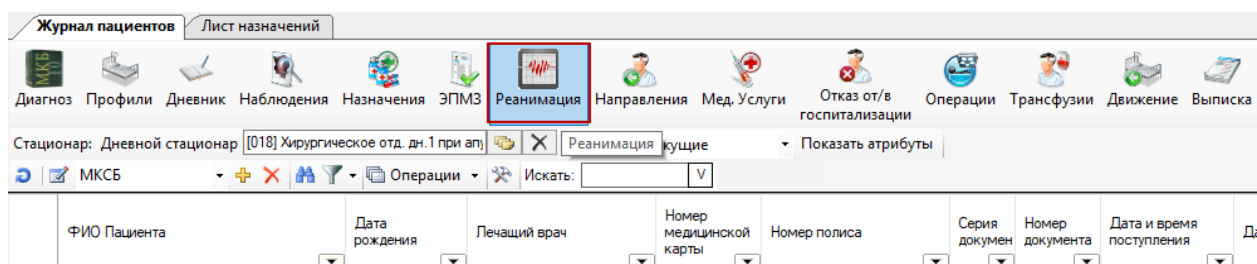 Журнал пациентов Лист назначений
МКБ 10
Диагноз Профили Дневник Наблюдения Назначения ЭПМЗ Реанимация Направления Мед. Услуги Отказ от/в госпитализации Операции Трансфузии Движение Выписка
Стационар: Дневной стационар [018] Хирургическое отд. дн.1 при апу Реанимация кущие Показать атрибуты
МКСБ Операции Искать: V
ФИО Пациента
Дата рождения
Лечащий врач
Номер медицинской карты
Номер полиса
Серия докумен
Номер документа
Дата и время поступления
Да